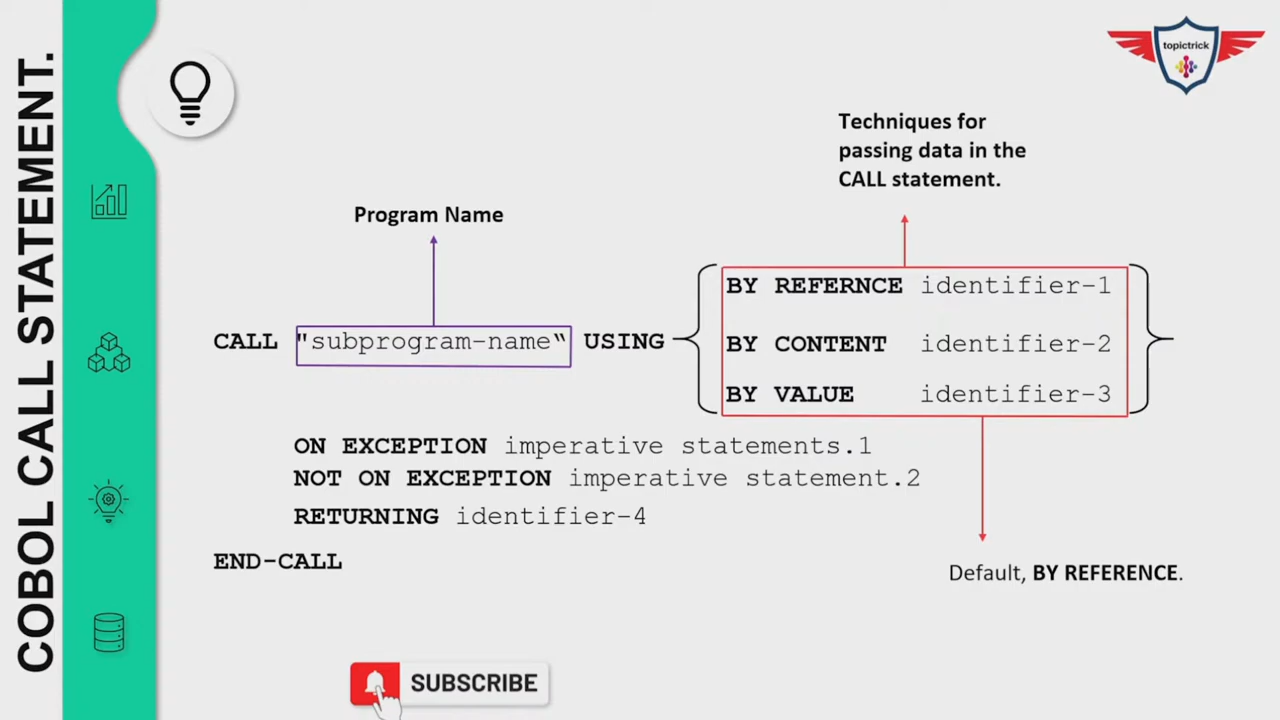 COBOL CALL STATEMENT.
topictrick
Techniques for
passing data in the
CALL statement.
Program Name
CALL "subprogram-name“ USING
BY REFERNCE identifier-1
BY CONTENT identifier-2
BY VALUE identifier-3
ON EXCEPTION imperative statements.1
NOT ON EXCEPTION imperative statement.2
RETURNING identifier-4
END-CALL
Default, BY REFERENCE.
SUBSCRIBE